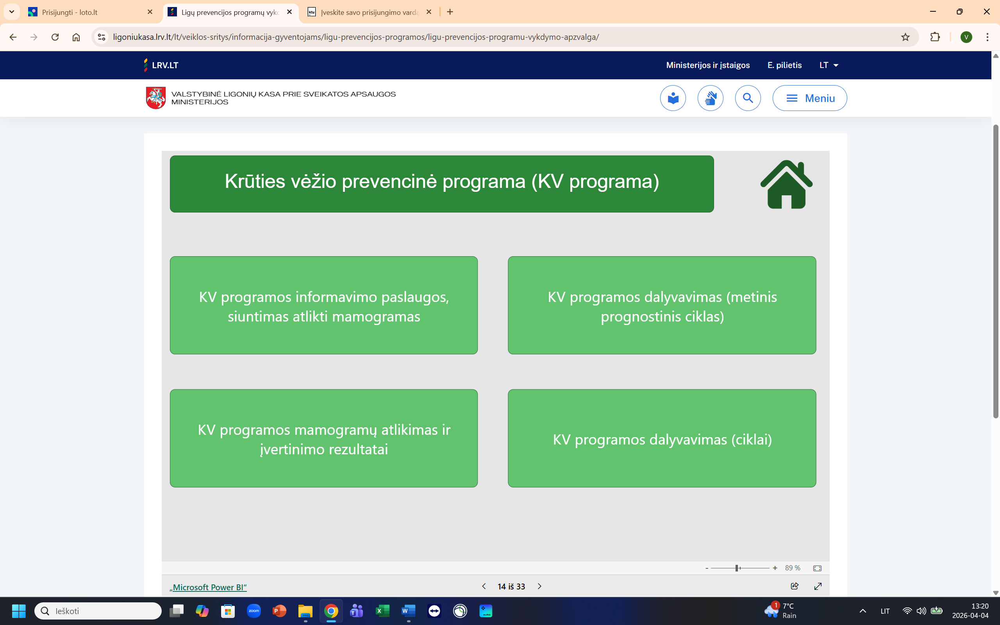 Prisijungti - loto.lt
Ligų prevencijos programų vykd
Įveskite savo prisijungimo vardą
ligoniukasa.lrv.lt/lt/veiklos-sritys/informacija-gyventojams/ligu-prevencijos-programos/ligu-prevencijos-programu-vykdymo-apzvalga/
V
LRV.LT
Ministerijos ir įstaigos
E. pilietis
LT
VALSTYBINĖ LIGONIŲ KASA PRIE SVEIKATOS APSAUGOS
MINISTERIJOS
Meniu
Krūties vėžio prevencinė programa (KV programa)
KV programos informavimo paslaugos,
siuntimas atlikti mamogramas
KV programos dalyvavimas (metinis
prognostinis ciklas)
KV programos mamogramų atlikimas ir
įvertinimo rezultatai
KV programos dalyvavimas (ciklai)
- + 89 %
„Microsoft Power BI“
14 iš 33
Ieškoti
zoom
1
7°C
Rain
LIT
13:20
2026-04-04